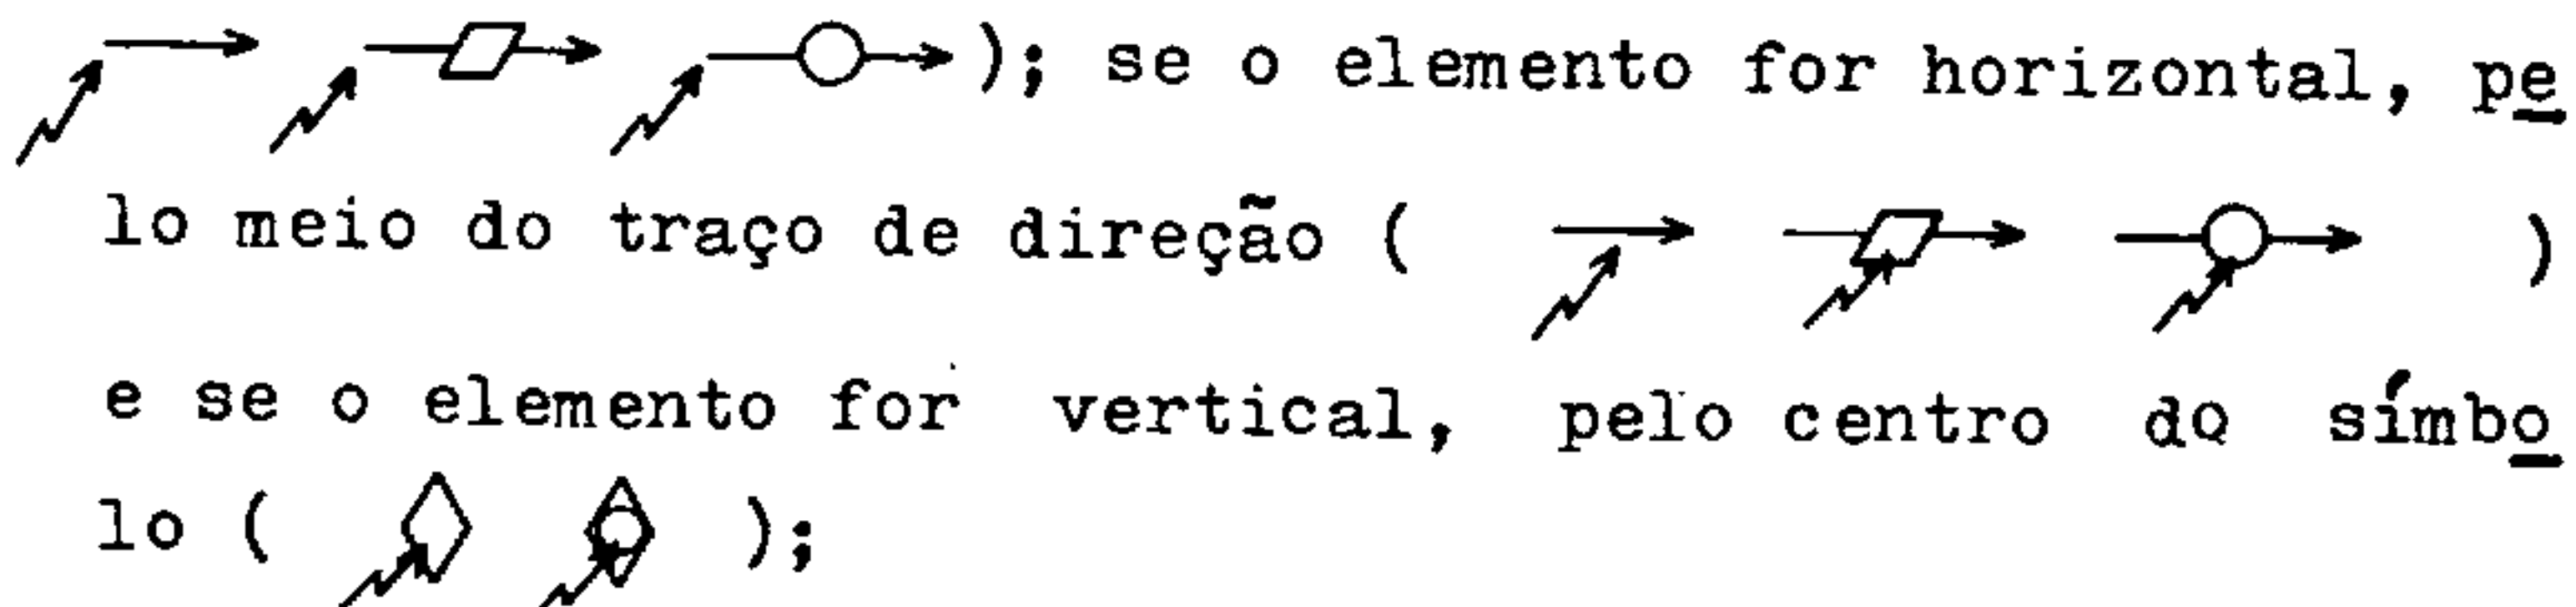 ); se o elemento for horizontal, pe
lo meio do traço de direção ( )
e se o elemento for vertical, pelo centro do símbo
lo ( );